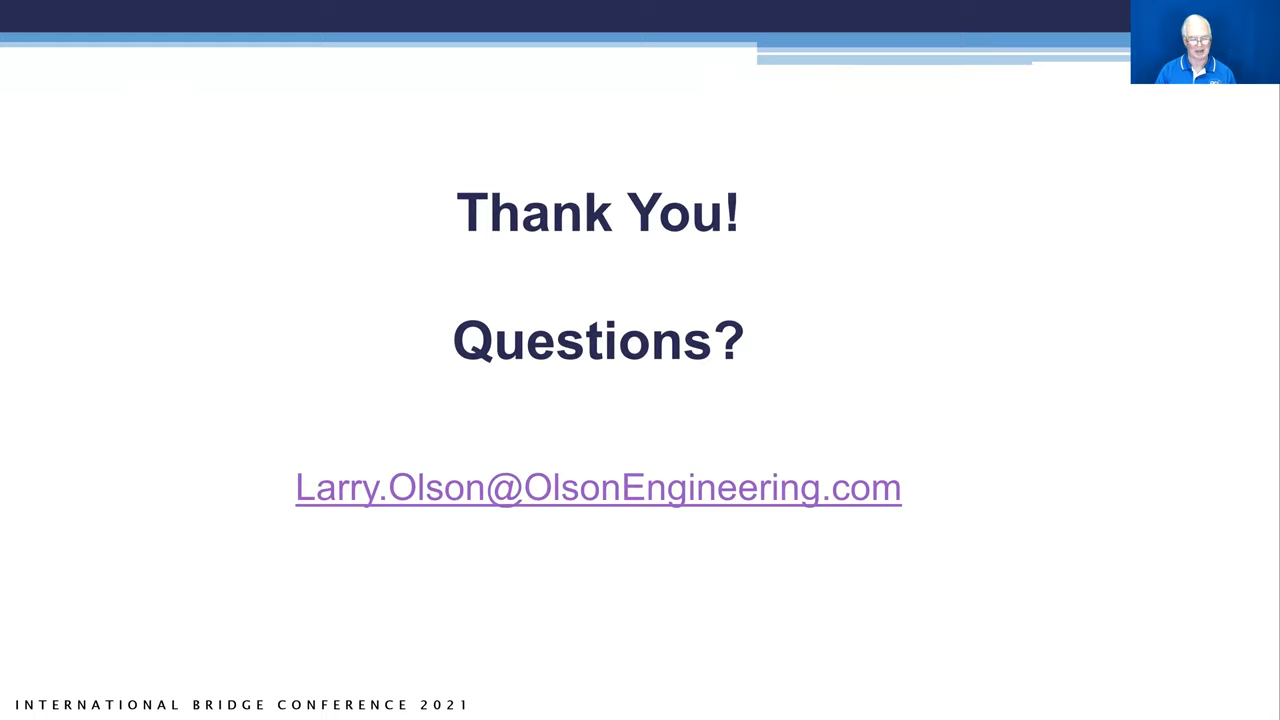 Thank You!
Questions?
Larry.Olson@OlsonEngineering.com
INTERNATIONAL BRIDGE CONFERENCE 2021